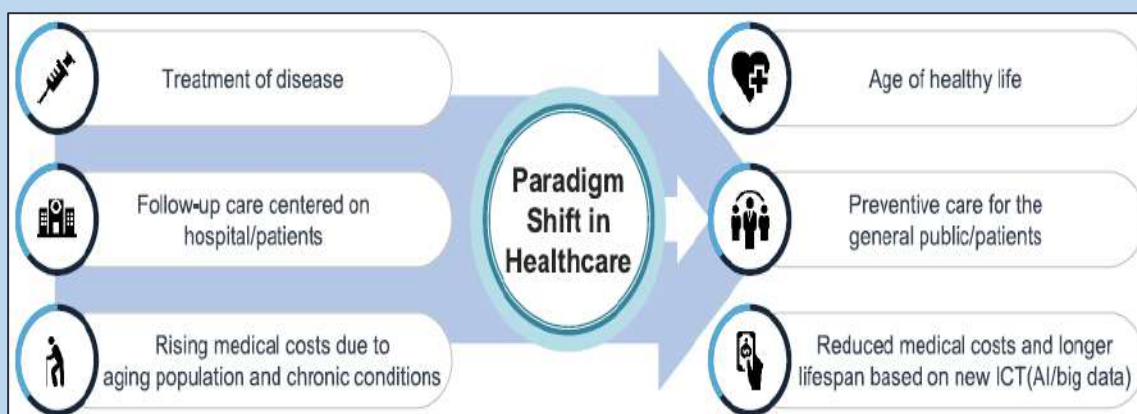 Treatment of disease
Follow-up care centered on
hospital/patients
Rising medical costs due to
aging population and chronic conditions
Paradigm
Shift in
Healthcare
Age of healthy life
Preventive care for the
general public/patients
Reduced medical costs and longer
lifespan based on new ICT(AI/big data)